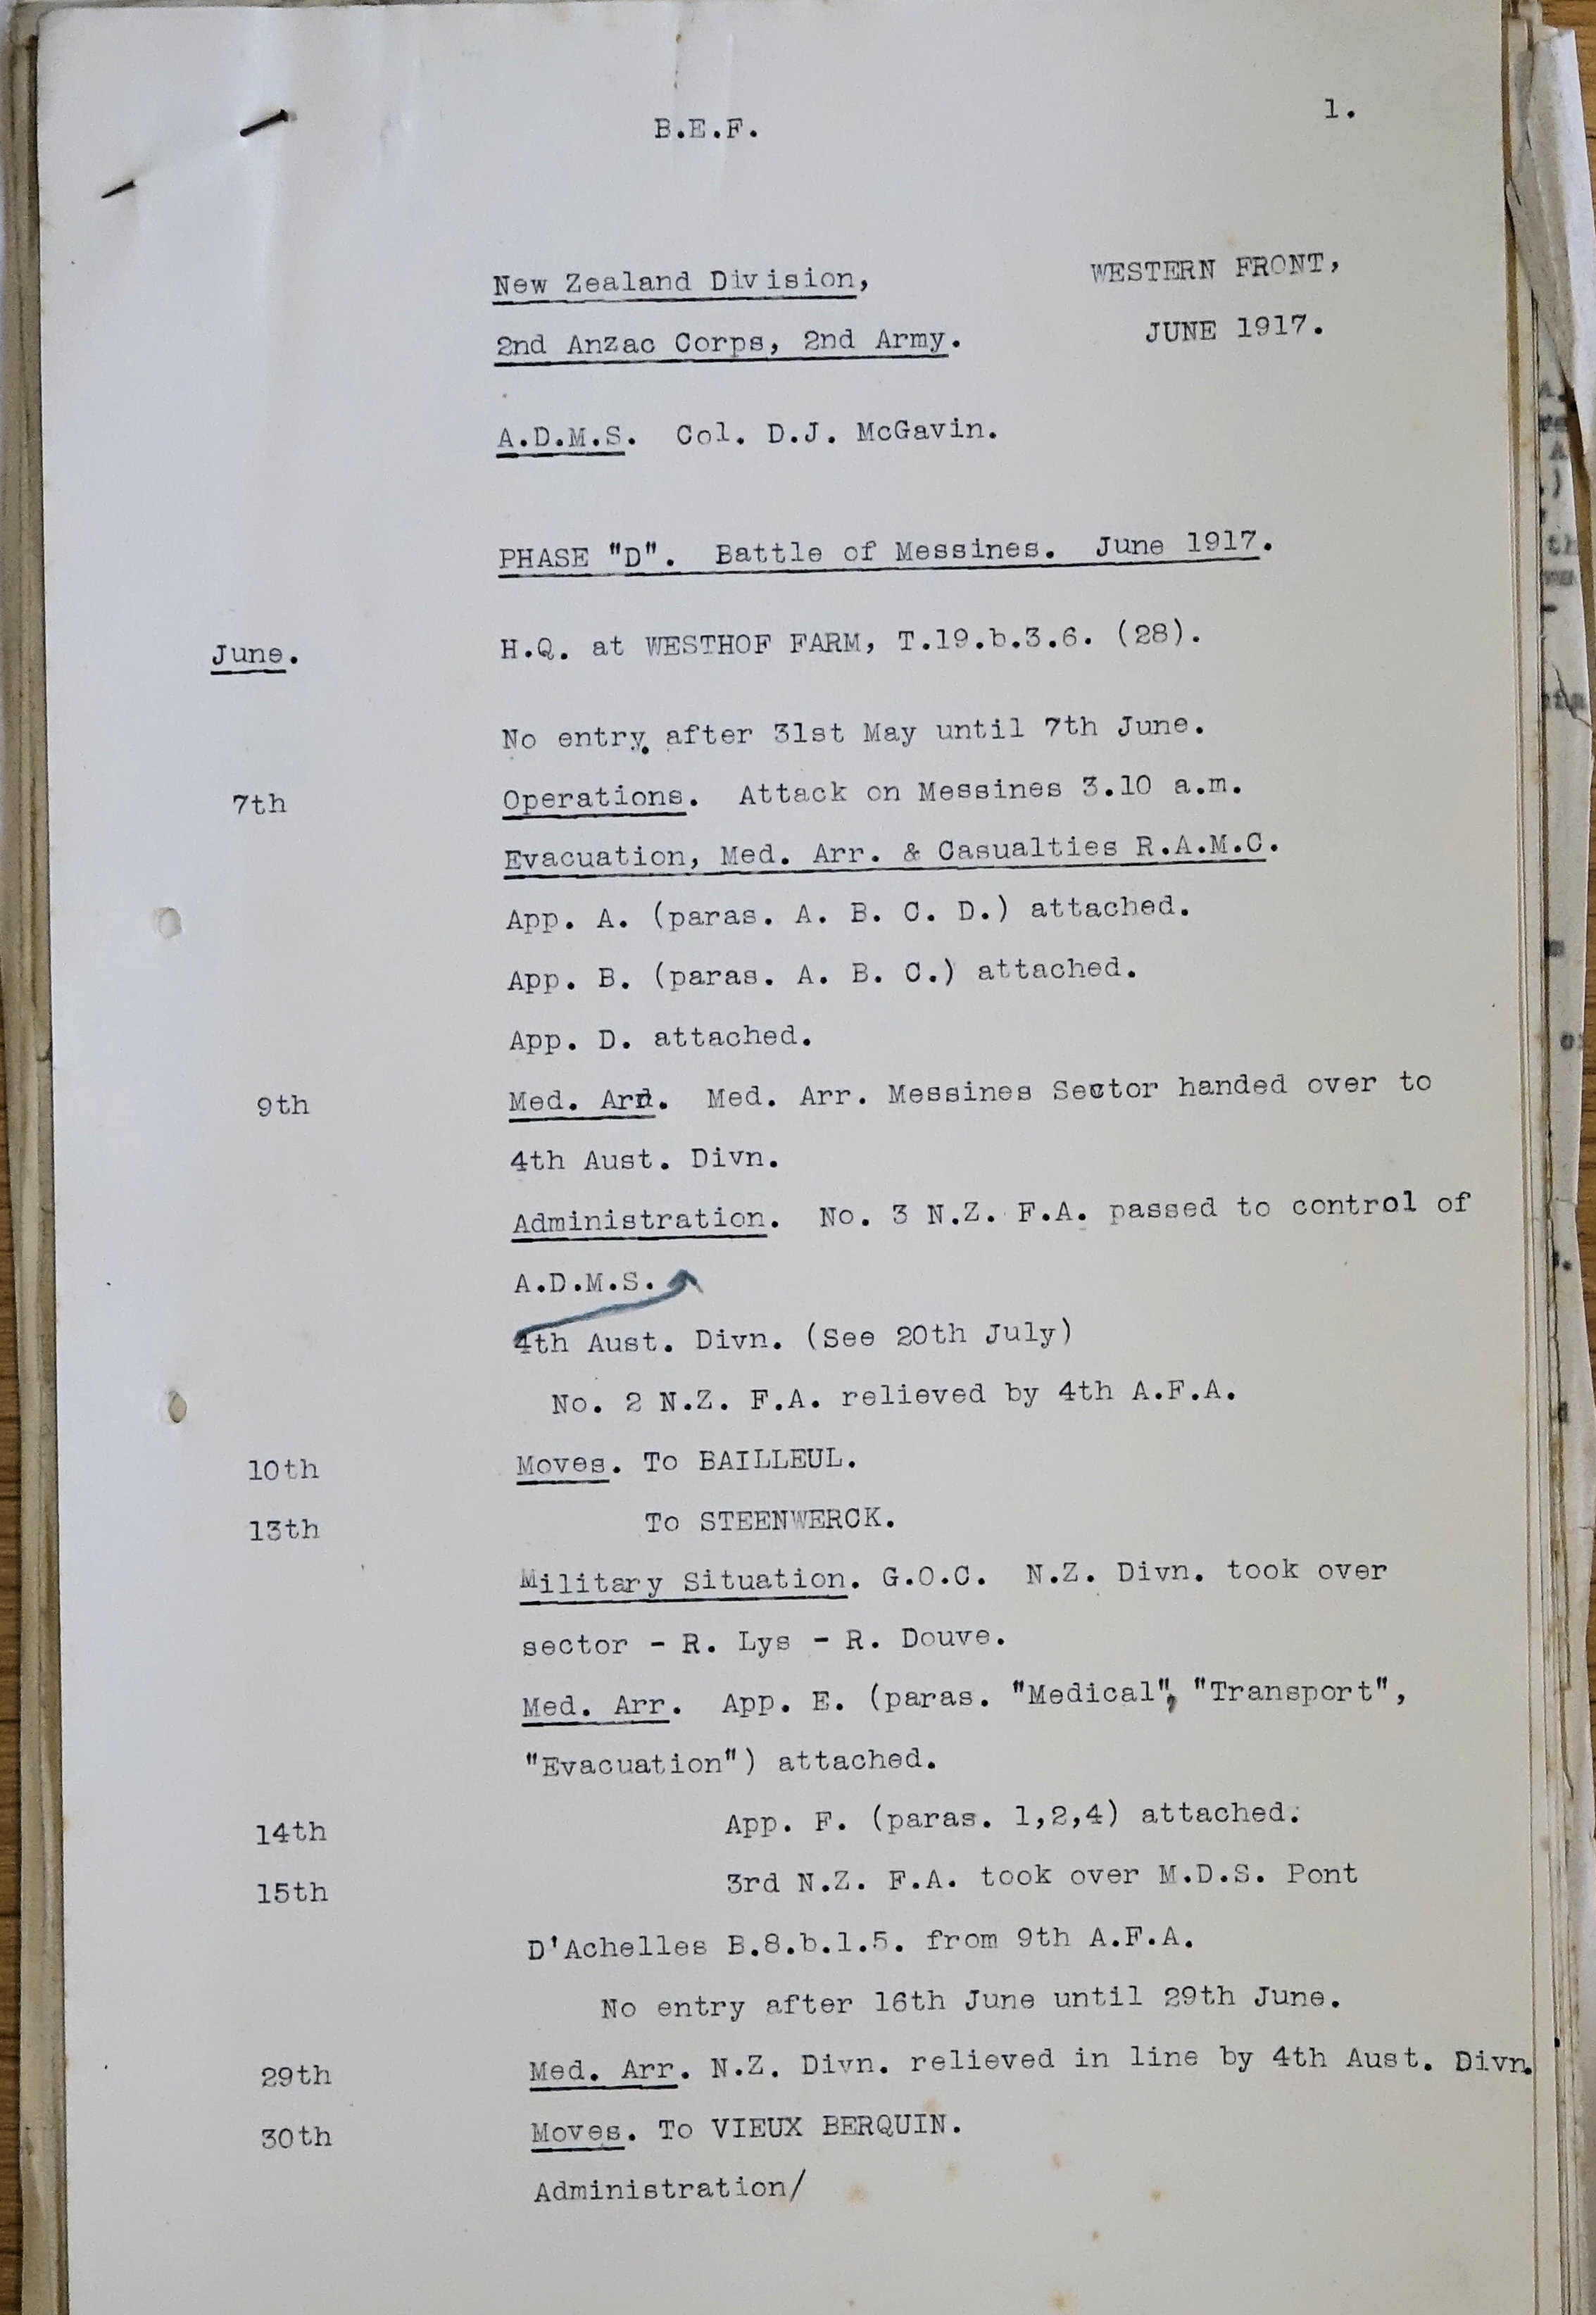 B.E.F.
1.
New Zealand Division,
WESTERN FRONT,
2nd Anzac Corps, 2nd Army.
JUNE 1917.
A.D.M.S. Col. D.J. McGavin.
PHASE "D". Battle of Messines. June 1917.
June.
H.Q. at WESTHOF FARM, T.19.b.3.6. (28).
No entry. after 31st May until 7th June.
7th Operations. Attack on Messines 3.10 a.m.
Evacuation, Med. Arr. & Casualties R.A.M.C.
App. A. (paras. A. B. C. D.) attached.
App. B. (paras. A. B. C.) attached.
App. D. attached.
9th Med. Arr. Med. Arr. Messines Sector handed over to
4th Aust. Divn.
Administration. No. 3 N.Z. F.A. passed to control of
A.D.M.S.
4th Aust. Divn. (See 20th July)
No. 2 N.Z. F.A. relieved by 4th A.F.A.
10th Moves. To BAILLEUL.
13th To STEENWERCK.
Military Situation. G.O.C. N.Z. Divn. took over
sector - R. Lys - R. Douve.
Med. Arr. App. E. (paras. "Medical", "Transport",
"Evacuation") attached.
14th App. F. (paras. 1,2,4) attached.
15th 3rd N.Z. F.A. took over M.D.S. Pont
D'Achelles B.8.b.1.5. from 9th A.F.A.
No entry after 16th June until 29th June.
29th Med. Arr. N.Z. Divn. relieved in line by 4th Aust. Divn.
30th Moves. To VIEUX BERQUIN.
Administration/